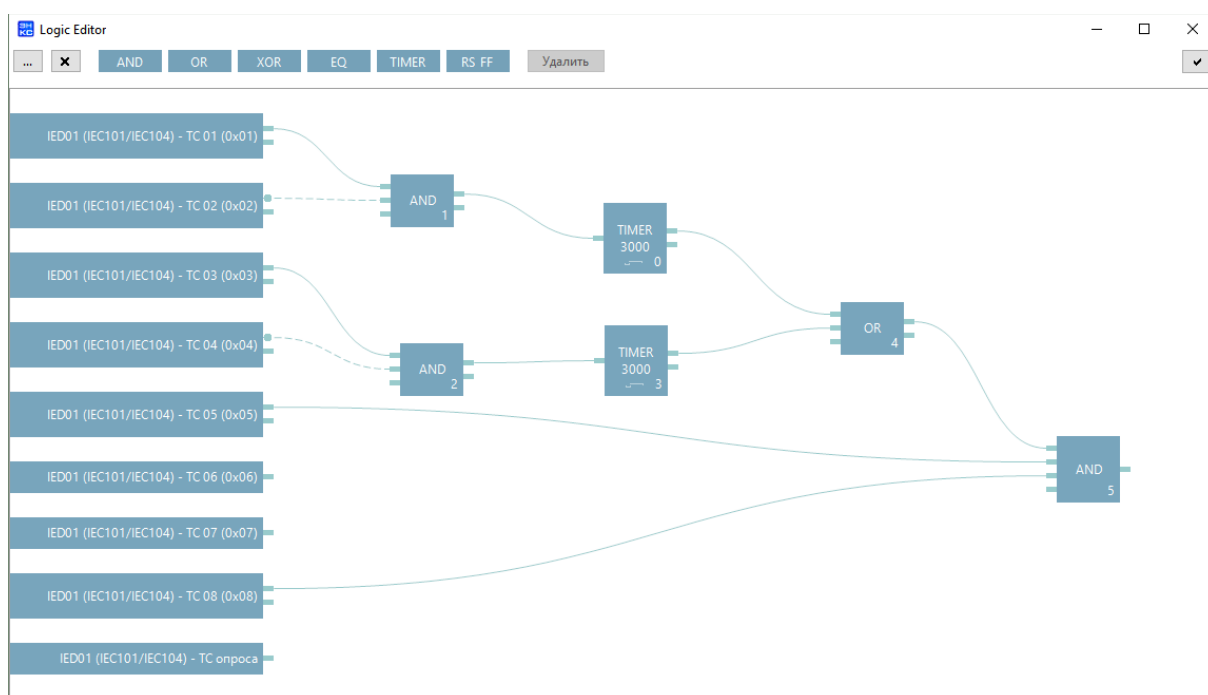 ЭН
КС
Logic Editor
...
AND
OR
XOR
EQ
TIMER
RS FF
Удалить
IED01 (IEC101/IEC104) - TC 01 (0x01)
IED01 (IEC101/IEC104) - TC 02 (0x02)
IED01 (IEC101/IEC104) - TC 03 (0x03)
IED01 (IEC101/IEC104) - TC 04 (0x04)
IED01 (IEC101/IEC104) - TC 05 (0x05)
IED01 (IEC101/IEC104) - TC 06 (0x06)
IED01 (IEC101/IEC104) - TC 07 (0x07)
IED01 (IEC101/IEC104) - TC 08 (0x08)
IED01 (IEC101/IEC104) - ТС опроса
AND
1
TIMER
3000
0
AND
2
TIMER
3000
3
OR
4
AND
5